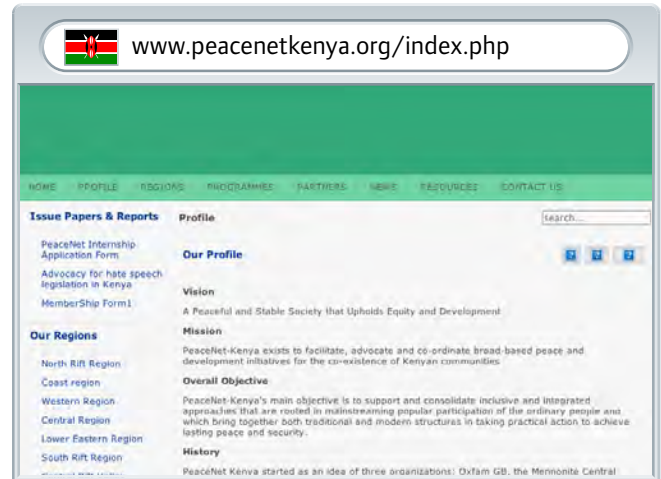 www.peacenetkenya.org/index.php
HOME PROFILE REGIONS PROGRAMMES PARTNERS NEWS RESOURCES CONTACT US
Issue Papers & Reports
PeaceNet Internship
Application Form
Advocacy for hate speech
legislation in Kenya
MemberShip Form1
Our Regions
North Rift Region
Coast region
Western Region
Central Region
Lower Eastern Region
South Rift Region
Profile
search...
Our Profile
Vision
A Peaceful and Stable Society that Upholds Equity and Development
Mission
PeaceNet-Kenya exists to facilitate, advocate and co-ordinate broad-based peace and
development initiatives for the co-existence of Kenyan communities
Overall Objective
PeaceNet-Kenya's main objective is to support and consolidate inclusive and integrated
approaches that are routed in mainstreaming popular participation of the ordinary people and
which bring together both traditional and modern structures in taking practical action to achieve
lasting peace and security.
History
PeaceNet Kenya started as an idea of three organizations: Oxfam GB, the Mennonite Central